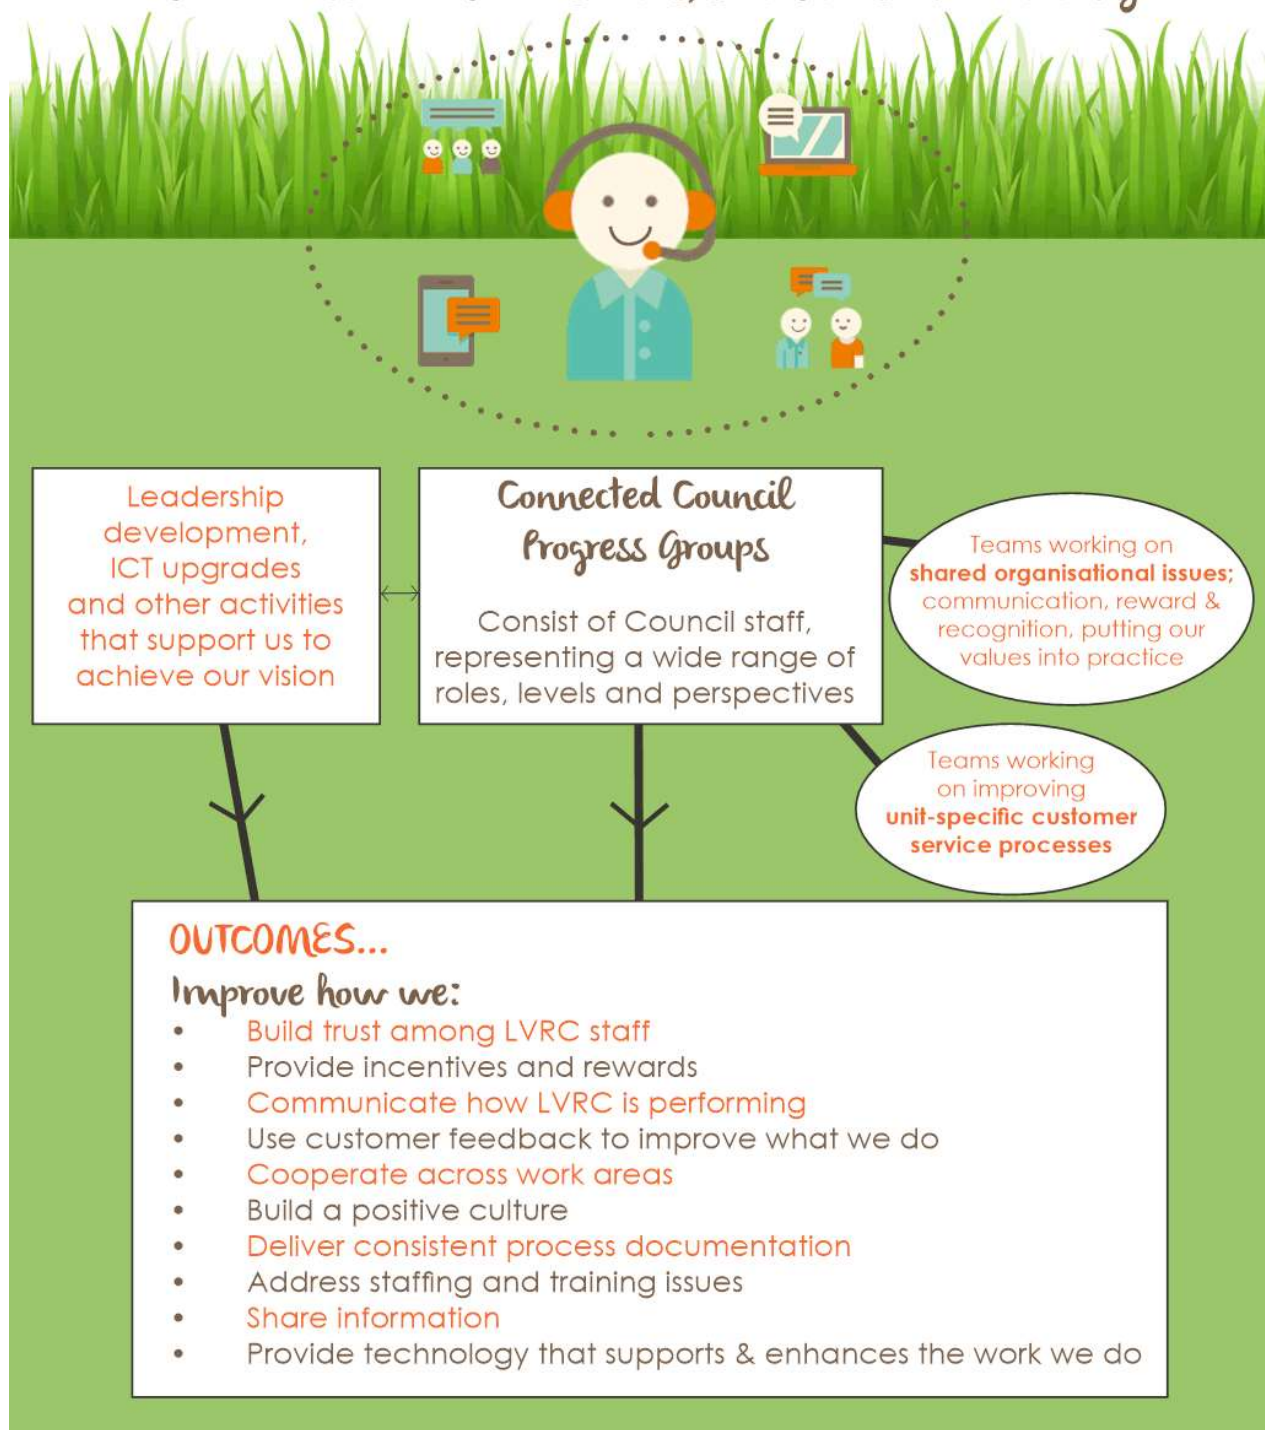 Leadership
development,
ICT upgrades
and other activities
that support us to
achieve our vision
Connected Council
Progress Groups
Consist of Council staff,
representing a wide range of
roles, levels and perspectives
Teams working on
shared organisational issues;
communication, reward &
recognition, putting our
values into practice
Teams working
on improving
unit-specific customer
service processes
OUTCOMES...
Improve how we:
• Build trust among LVRC staff
• Provide incentives and rewards
• Communicate how LVRC is performing
• Use customer feedback to improve what we do
• Cooperate across work areas
• Build a positive culture
• Deliver consistent process documentation
• Address staffing and training issues
• Share information
• Provide technology that supports & enhances the work we do